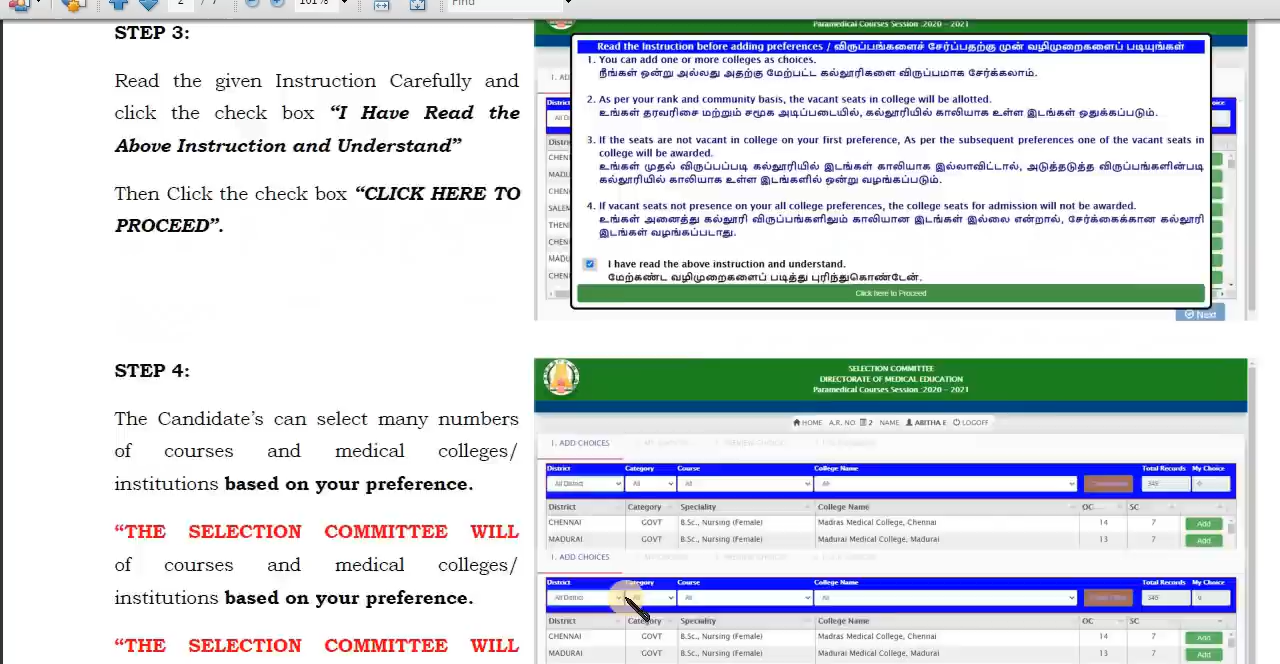 2 / 7
101%
Find
STEP 3:
Read the given Instruction Carefully and
click the check box “I Have Read the
Above Instruction and Understand”
Then Click the check box “CLICK HERE TO
PROCEED”.
Paramedical Courses Session :2020 - 2021
Read the Instruction before adding preferences / விருப்பங்களைச் சேர்ப்பதற்கு முன் வழிமுறைகளைப் படியுங்கள்
1. You can add one or more colleges as choices.
நீங்கள் ஒன்று அல்லது அதற்கு மேற்பட்ட கல்லூரிகளை விருப்பமாக சேர்க்கலாம்.
2. As per your rank and community basis, the vacant seats in college will be allotted.
உங்கள் தரவரிசை மற்றும் சமூக அடிப்படையில், கல்லூரியில் காலியாக உள்ள இடங்கள் ஒதுக்கப்படும்.
3. If the seats are not vacant in college on your first preference, As per the subsequent preferences one of the vacant seats in
college will be awarded.
உங்கள் முதல் விருப்பப்படி கல்லூரியில் இடங்கள் காலியாக இல்லாவிட்டால், அடுத்தடுத்த விருப்பங்களின்படி
கல்லூரியில் காலியாக உள்ள இடங்களில் ஒன்று வழங்கப்படும்.
4. If vacant seats not presence on your all college preferences, the college seats for admission will not be awarded.
உங்கள் அனைத்து கல்லூரி விருப்பங்களிலும் காலியான இடங்கள் இல்லை என்றால், சேர்க்கைக்கான கல்லூரி
இடங்கள் வழங்கப்படாது.
I have read the above instruction and understand.
மேற்கண்ட வழிமுறைகளைப் படித்து புரிந்துகொண்டேன்.
Click here to Proceed
Next
STEP 4:
The Candidate’s can select many numbers
of courses and medical colleges/
institutions based on your preference.
“THE SELECTION COMMITTEE WILL
of courses and medical colleges/
institutions based on your preference.
“THE SELECTION COMMITTEE WILL
SELECTION COMMITTEE
DIRECTORATE OF MEDICAL EDUCATION
Paramedical Courses Session :2020 - 2021
HOME A.R. NO 2 NAME ABITHA E LOGOFF
1. ADD CHOICES
District Category Course College Name Total Records My Choice
All District All All All 345 0
District Category Speciality College Name OC SC
CHENNAI GOVT B.Sc., Nursing (Female) Madras Medical College, Chennai 14 7 Add
MADURAI GOVT B.Sc., Nursing (Female) Madurai Medical College, Madurai 13 7 Add
1. ADD CHOICES
District Category Course College Name Total Records My Choice
All District All All All 345 0
District Category Speciality College Name OC SC
CHENNAI GOVT B.Sc., Nursing (Female) Madras Medical College, Chennai 14 7 Add
MADURAI GOVT B.Sc., Nursing (Female) Madurai Medical College, Madurai 13 7 Add